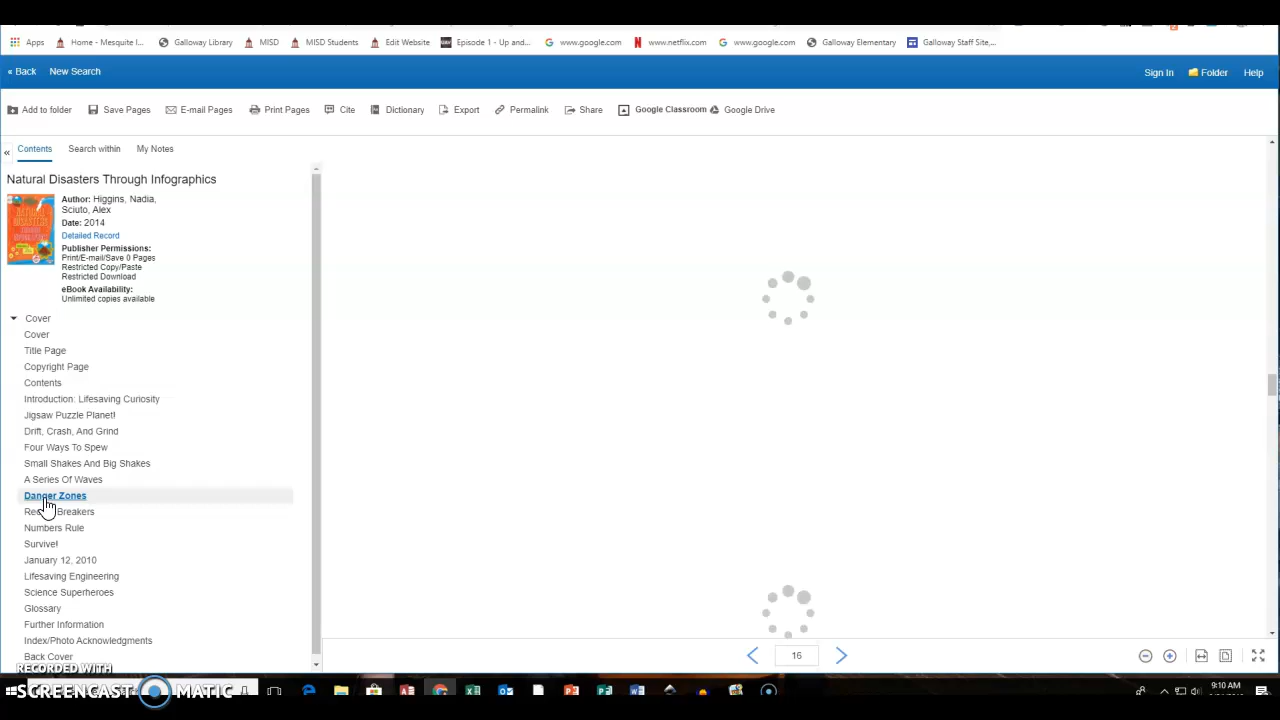 Apps Home - Mesquite I... Galloway Library MISD MISD Students Edit Website Episode 1 - Up and... www.google.com www.netflix.com www.google.com Galloway Elementary Galloway Staff Site,...
« Back New Search Sign In Folder Help
Add to folder Save Pages E-mail Pages Print Pages Cite Dictionary Export Permalink Share Google Classroom Google Drive
« Contents Search within My Notes
Natural Disasters Through Infographics
Author: Higgins, Nadia,
Sciuto, Alex
Date: 2014
Detailed Record
Publisher Permissions:
Print/E-mail/Save 0 Pages
Restricted Copy/Paste
Restricted Download
eBook Availability:
Unlimited copies available
Cover
Cover
Title Page
Copyright Page
Contents
Introduction: Lifesaving Curiosity
Jigsaw Puzzle Planet!
Drift, Crash, And Grind
Four Ways To Spew
Small Shakes And Big Shakes
A Series Of Waves
Danger Zones
Breakers
Numbers Rule
Survive!
January 12, 2010
Lifesaving Engineering
Science Superheroes
Glossary
Further Information
Index/Photo Acknowledgments
Back Cover
16
RECORDED WITH
SCREENCAST MATIC
9:10 AM